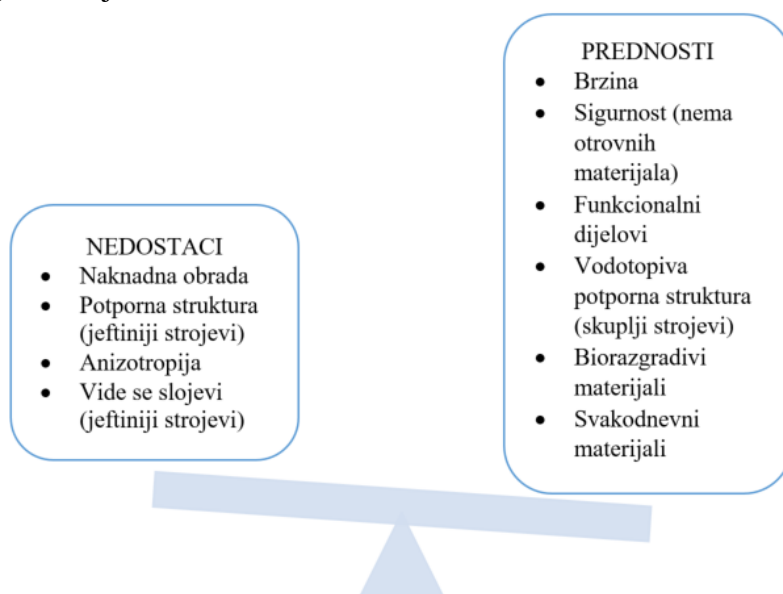 PREDNOSTI
• Brzina
• Sigurnost (nema
otrovnih
materijala)
• Funkcionalni
dijelovi
• Vodotopiva
potporna struktura
(skuplji strojevi)
• Biorazgradivi
materijali
• Svakodnevni
materijali
NEDOSTACI
• Naknadna obrada
• Potporna struktura
(jeftiniji strojevi)
• Anizotropija
• Vide se slojevi
(jeftiniji strojevi)